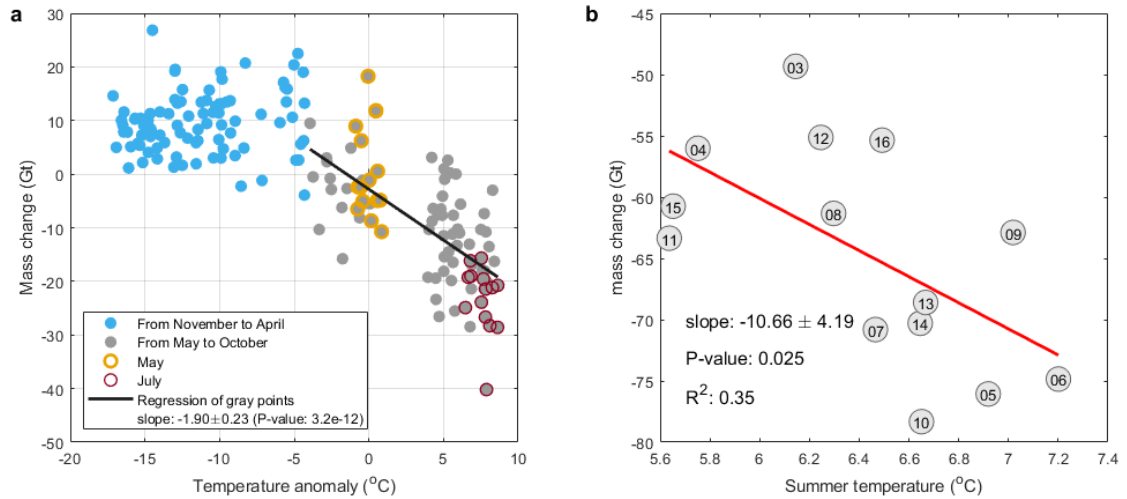 a
30
20
10
0
-10
-20
-30
-40
-50
Mass change (Gt)
From November to April
From May to October
May
July
Regression of gray points
slope: -1.90±0.23 (P-value: 3.2e-12)
-20 -15 -10 -5 0 5 10
Temperature anomaly (°C)
b
-45
-50
-55
-60
-65
-70
-75
-80
mass change (Gt)
03
12
16
04
15
08
09
11
13
14
07
06
05
10
slope: -10.66 ± 4.19
P-value: 0.025
R²: 0.35
5.6 5.8 6 6.2 6.4 6.6 6.8 7 7.2 7.4
Summer temperature (°C)